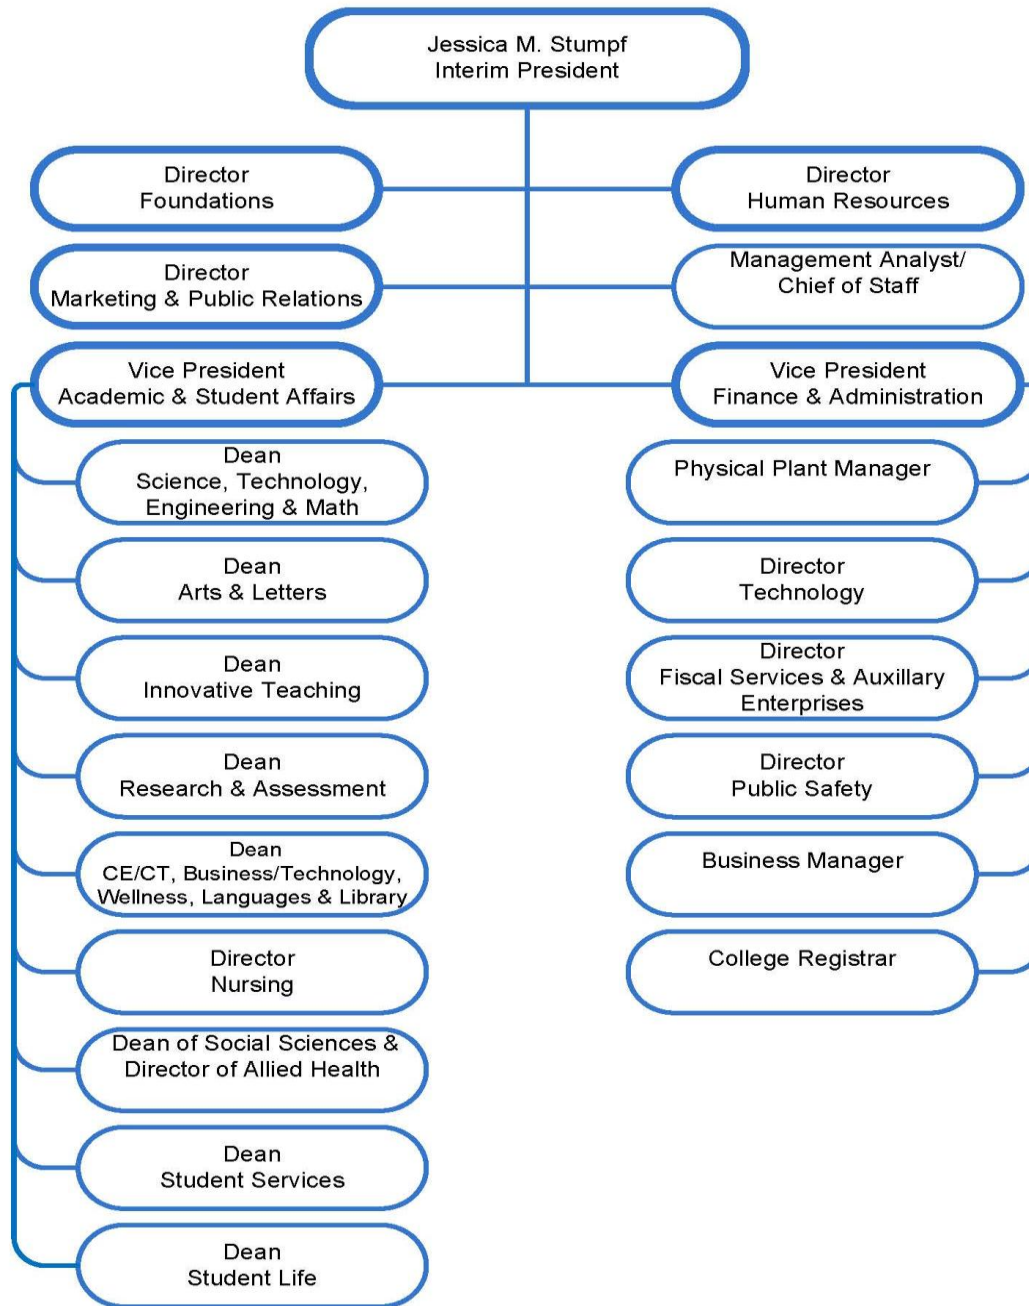 Jessica M. Stumpf
Interim President
Director
Foundations
Director
Human Resources
Director
Marketing & Public Relations
Management Analyst/
Chief of Staff
Vice President
Academic & Student Affairs
Vice President
Finance & Administration
Dean
Science, Technology,
Engineering & Math
Dean
Arts & Letters
Dean
Innovative Teaching
Dean
Research & Assessment
Dean
CE/CT, Business/Technology,
Wellness, Languages & Library
Director
Nursing
Dean of Social Sciences &
Director of Allied Health
Dean
Student Services
Dean
Student Life
Physical Plant Manager
Director
Technology
Director
Fiscal Services & Auxillary
Enterprises
Director
Public Safety
Business Manager
College Registrar